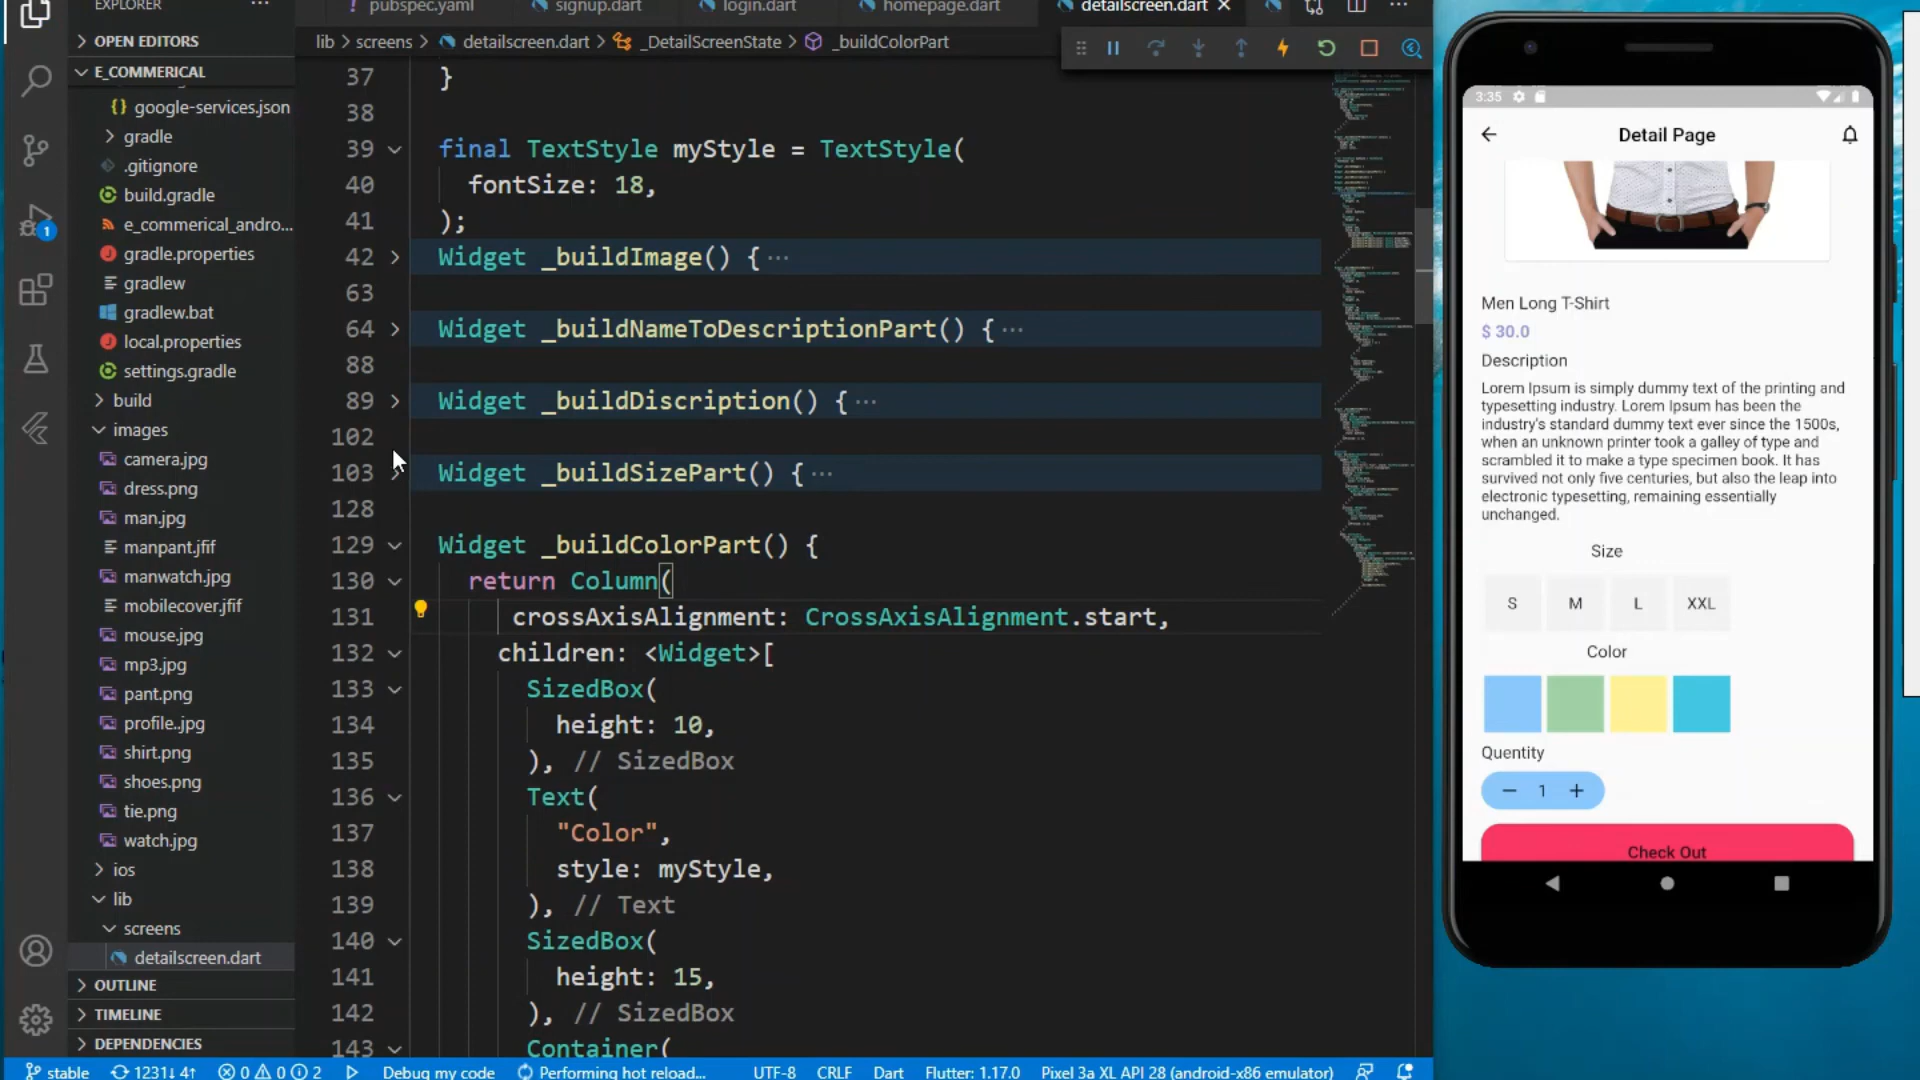 EXPLORER ...
pubspec.yaml signup.dart login.dart homepage.dart detailscreen.dart
OPEN EDITORS
lib > screens > detailscreen.dart > _DetailScreenState > _buildColorPart
E_COMMERICAL
google-services.json
gradle
.gitignore
build.gradle
e_commerical_andro...
gradle.properties
gradlew
gradlew.bat
local.properties
settings.gradle
build
images
camera.jpg
dress.png
man.jpg
manpant.jfif
manwatch.jpg
mobilecover.jfif
mouse.jpg
mp3.jpg
pant.png
profile..jpg
shirt.png
shoes.png
tie.png
watch.jpg
ios
lib
screens
detailscreen.dart
OUTLINE
TIMELINE
DEPENDENCIES
1
37 }
38
39 final TextStyle myStyle = TextStyle(
40 fontSize: 18,
41 );
42 Widget _buildImage() { ...
63
64 Widget _buildNameToDescriptionPart() { ...
88
89 Widget _buildDiscription() { ...
102
103 Widget _buildSizePart() { ...
128
129 Widget _buildColorPart() {
130 return Column(
131 crossAxisAlignment: CrossAxisAlignment.start,
132 children: <Widget>[
133 SizedBox(
134 height: 10,
135 ), // SizedBox
136 Text(
137 "Color",
138 style: myStyle,
139 ), // Text
140 SizedBox(
141 height: 15,
142 ), // SizedBox
143 Container(
3:35
Detail Page
Men Long T-Shirt
$ 30.0
Description
Lorem Ipsum is simply dummy text of the printing and
typesetting industry. Lorem Ipsum has been the
industry's standard dummy text ever since the 1500s,
when an unknown printer took a galley of type and
scrambled it to make a type specimen book. It has
survived not only five centuries, but also the leap into
electronic typesetting, remaining essentially
unchanged.
Size
S M L XXL
Color
Quentity
− 1 +
Check Out
stable 1231↓ 4↑ 0 0 2 Debug my code Performing hot reload... UTF-8 CRLF Dart Flutter: 1.17.0 Pixel 3a XL API 28 (android-x86 emulator)